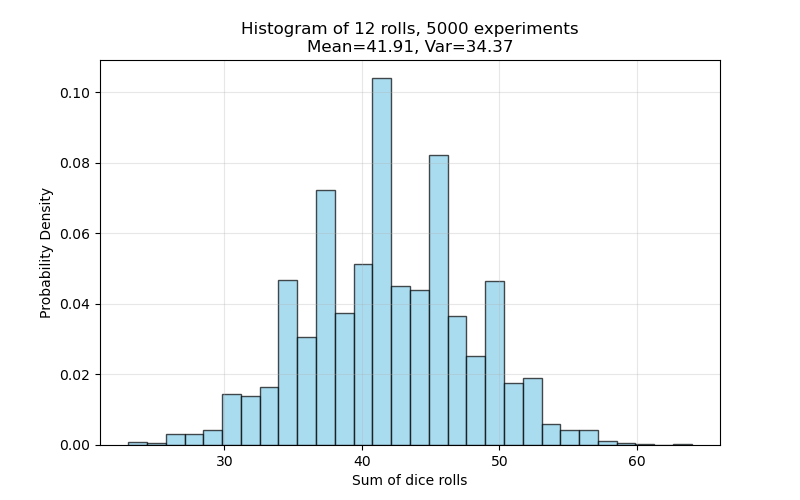 Histogram of 12 rolls, 5000 experiments
Mean=41.91, Var=34.37
Probability Density
0.10
0.08
0.06
0.04
0.02
0.00
30 40 50 60
Sum of dice rolls